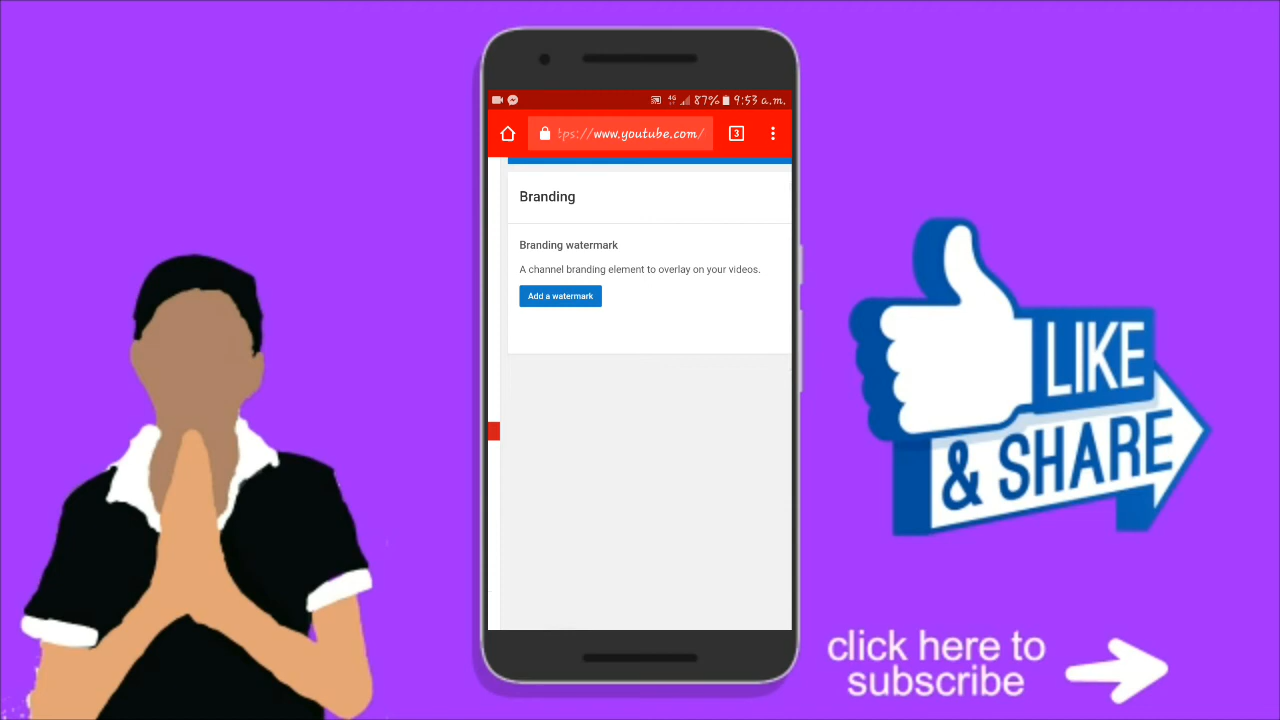 4G 87% 9:53 a.m.
tps://www.youtube.com/
3
Branding
Branding watermark
A channel branding element to overlay on your videos.
Add a watermark
LIKE
& SHARE
click here to
subscribe